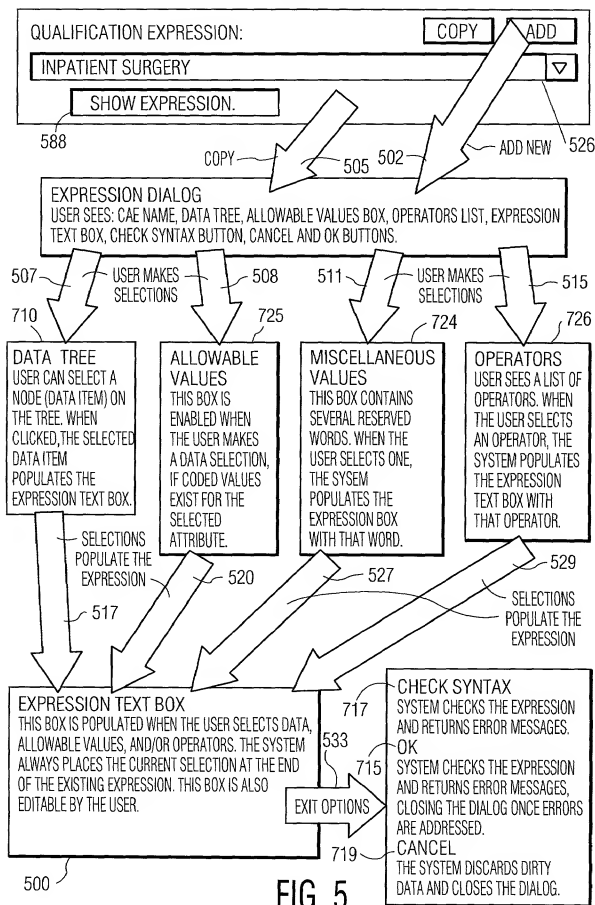 QUALIFICATION EXPRESSION:
COPY
ADD
INPATIENT SURGERY
SHOW EXPRESSION.
588
526
COPY
505
502
ADD NEW
EXPRESSION DIALOG
USER SEES: CAE NAME, DATA TREE, ALLOWABLE VALUES BOX, OPERATORS LIST, EXPRESSION
TEXT BOX, CHECK SYNTAX BUTTON, CANCEL AND OK BUTTONS.
507
USER MAKES
SELECTIONS
508
511
USER MAKES
SELECTIONS
515
710
725
724
726
DATA TREE
USER CAN SELECT A
NODE (DATA ITEM) ON
THE TREE. WHEN
CLICKED,THE SELECTED
DATA ITEM
POPULATES THE
EXPRESSION TEXT BOX.
ALLOWABLE
VALUES
THIS BOX IS
ENABLED WHEN
THE USER MAKES
A DATA SELECTION,
IF CODED VALUES
EXIST FOR THE
SELECTED
ATTRIBUTE.
MISCELLANEOUS
VALUES
THIS BOX CONTAINS
SEVERAL RESERVED
WORDS. WHEN THE
USER SELECTS ONE,
THE SYSEM
POPULATES THE
EXPRESSION BOX
WITH THAT WORD.
OPERATORS
USER SEES A LIST OF
OPERATORS. WHEN
THE USER SELECTS
AN OPERATOR, THE
SYSTEM POPULATES
THE EXPRESSION
TEXT BOX WITH
THAT OPERATOR.
SELECTIONS
POPULATE THE
EXPRESSION
517
520
527
529
SELECTIONS
POPULATE THE
EXPRESSION
EXPRESSION TEXT BOX
THIS BOX IS POPULATED WHEN THE USER SELECTS DATA,
ALLOWABLE VALUES, AND/OR OPERATORS. THE SYSTEM
ALWAYS PLACES THE CURRENT SELECTION AT THE END
OF THE EXISTING EXPRESSION. THIS BOX IS ALSO
EDITABLE BY THE USER.
500
533
EXIT OPTIONS
717
CHECK SYNTAX
SYSTEM CHECKS THE EXPRESSION
AND RETURNS ERROR MESSAGES.
715
OK
SYSTEM CHECKS THE EXPRESSION
AND RETURNS ERROR MESSAGES,
CLOSING THE DIALOG ONCE ERRORS
ARE ADDRESSED.
719
CANCEL
THE SYSTEM DISCARDS DIRTY
DATA AND CLOSES THE DIALOG.
FIG. 5